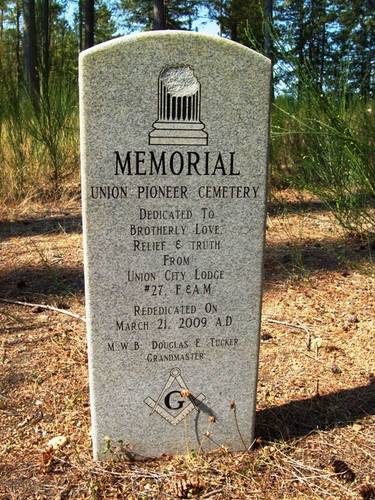 MEMORIAL
UNION PIONEER CEMETERY
DEDICATED TO
BROTHERLY LOVE,
RELIEF & TRUTH
FROM
UNION CITY LODGE
#27, F.&A.M.
REDEDICATED ON
MARCH 21, 2009 A.D.
M.W.B. DOUGLAS E. TUCKER
GRANDMASTER
G